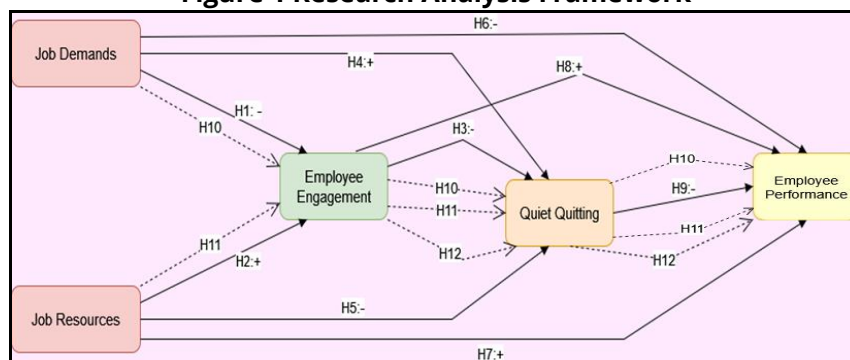 Figure 1 Research Analysis Framework
H6:-
Job Demands
H4:+
H8:+
H1: -
H10
H3:-
H10
Employee
Engagement
H10
Employee
Performance
H9:-
H11
Quiet Quitting
H11
H11
H12
H12
H2:+
H5:-
Job Resources
H7:+